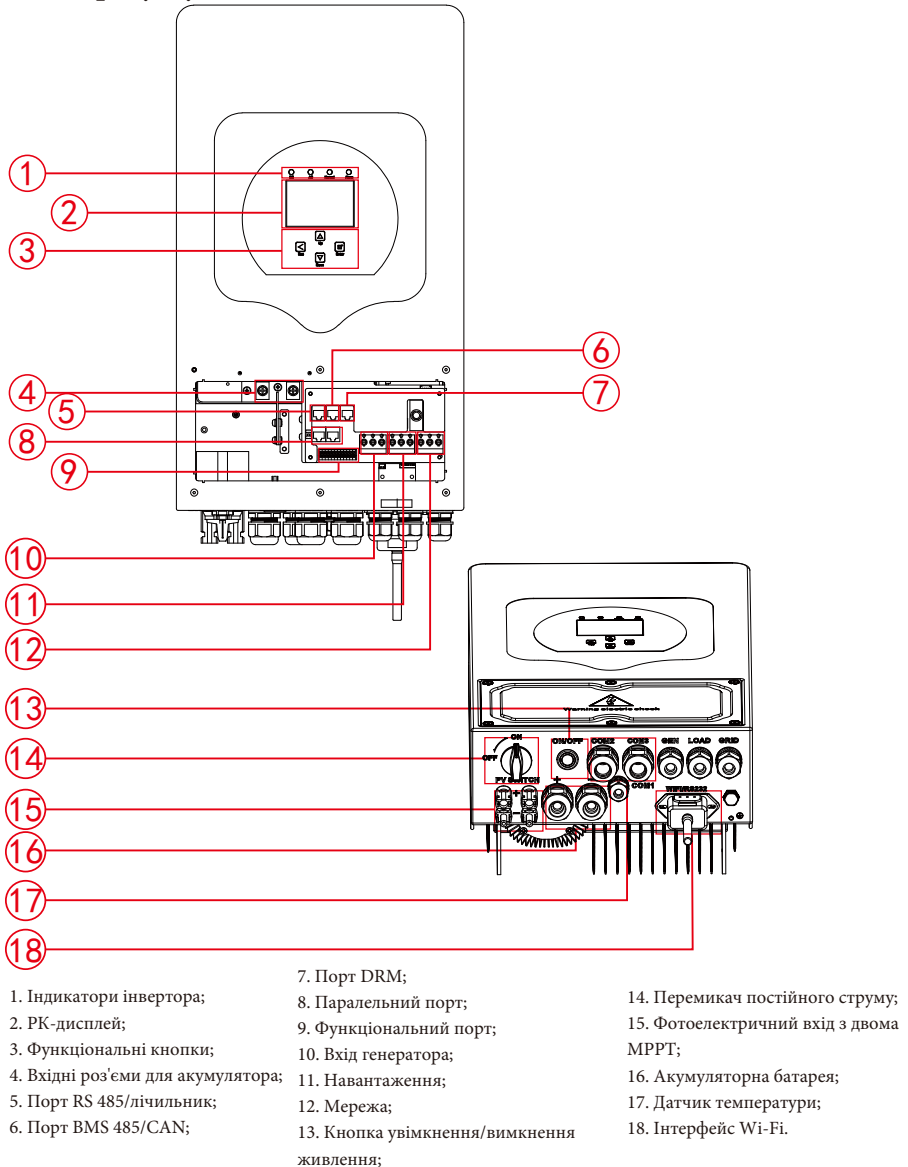 1
2
3
4
5
6
7
8
9
10
11
12
13
14
15
16
17
18
Warning electric check
ON
OFF
PV SWITCH
ON/OFF
COM2
COM3
GEN
LOAD
GRID
COM1
WIFI/RS232
+
−
+
1. Індикатори інвертора;
2. РК-дисплей;
3. Функціональні кнопки;
4. Вхідні роз'єми для акумулятора;
5. Порт RS 485/лічильник;
6. Порт BMS 485/CAN;
7. Порт DRM;
8. Паралельний порт;
9. Функціональний порт;
10. Вхід генератора;
11. Навантаження;
12. Мережа;
13. Кнопка увімкнення/вимкнення
живлення;
14. Перемикач постійного струму;
15. Фотоелектричний вхід з двома
MPPT;
16. Акумуляторна батарея;
17. Датчик температури;
18. Інтерфейс Wi-Fi.